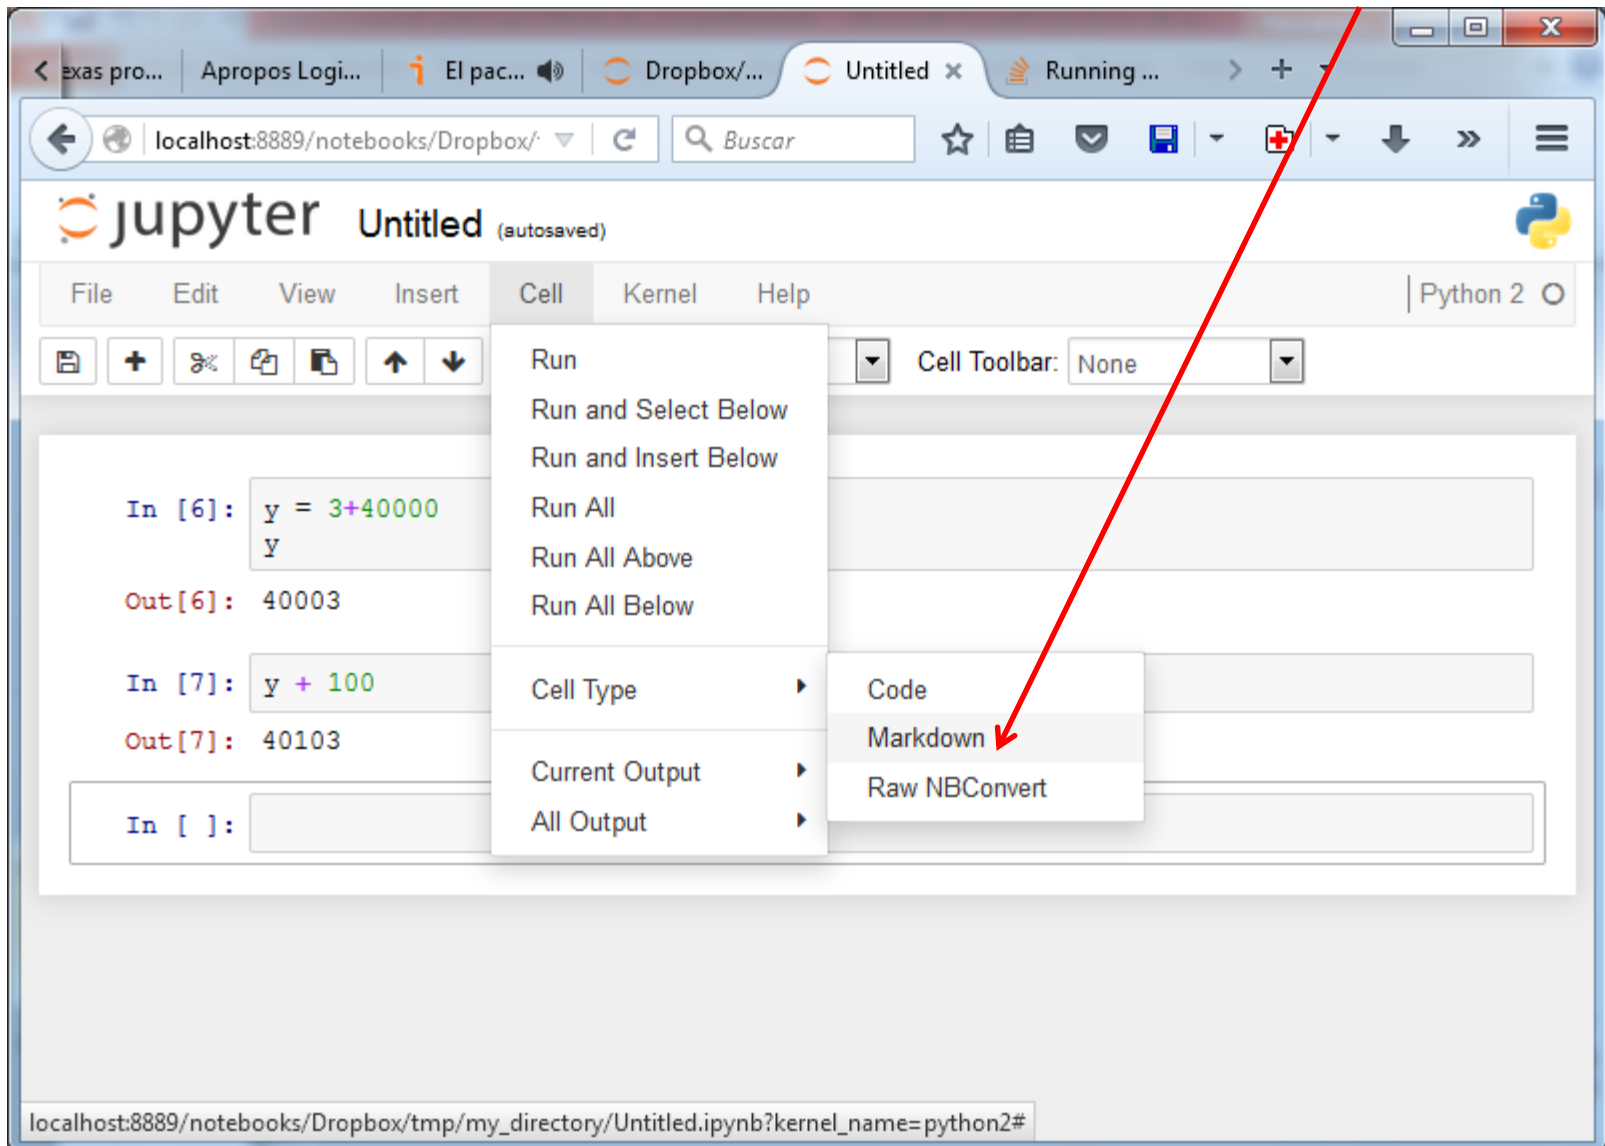 exas pro...
Apropos Logi...
El pac...
Dropbox/...
Untitled
Running ...
localhost:8889/notebooks/Dropbox/
Buscar
jupyter Untitled (autosaved)
File Edit View Insert Cell Kernel Help Python 2
Cell Toolbar: None
Run
Run and Select Below
Run and Insert Below
Run All
Run All Above
Run All Below
Cell Type
Current Output
All Output
Code
Markdown
Raw NBConvert
In [6]: y = 3+40000
y
Out[6]: 40003
In [7]: y + 100
Out[7]: 40103
In [ ]:
localhost:8889/notebooks/Dropbox/tmp/my_directory/Untitled.ipynb?kernel_name=python2#